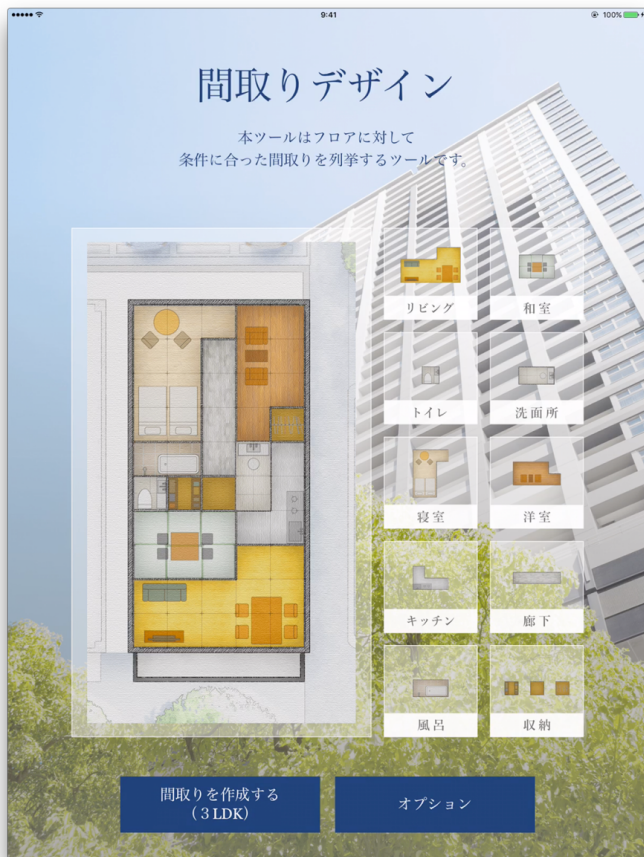 9:41
100%
間取りデザイン
本ツールはフロアに対して
条件に合った間取りを列挙するツールです。
リビング
和室
トイレ
洗面所
寝室
洋室
キッチン
廊下
風呂
収納
間取りを作成する
（３LDK）
オプション